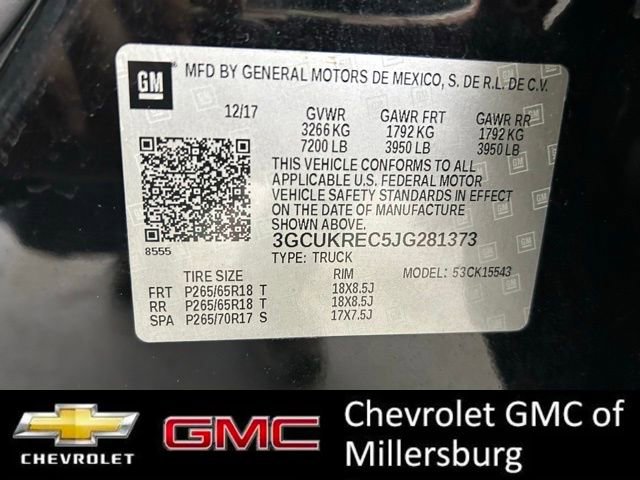 GM
MFD BY GENERAL MOTORS DE MEXICO, S. DE R.L. DE C.V.
12/17 GVWR GAWR FRT GAWR RR
3266 KG 1792 KG 1792 KG
7200 LB 3950 LB 3950 LB
THIS VEHICLE CONFORMS TO ALL
APPLICABLE U.S. FEDERAL MOTOR
VEHICLE SAFETY STANDARDS IN EFFECT
ON THE DATE OF MANUFACTURE
SHOWN ABOVE.
3GCUKREC5JG281373
8555
TYPE: TRUCK
TIRE SIZE RIM MODEL: 53CK15543
FRT P265/65R18 T 18X8.5J
RR P265/65R18 T 18X8.5J
SPA P265/70R17 S 17X7.5J
CHEVROLET
GMC
Chevrolet GMC of
Millersburg